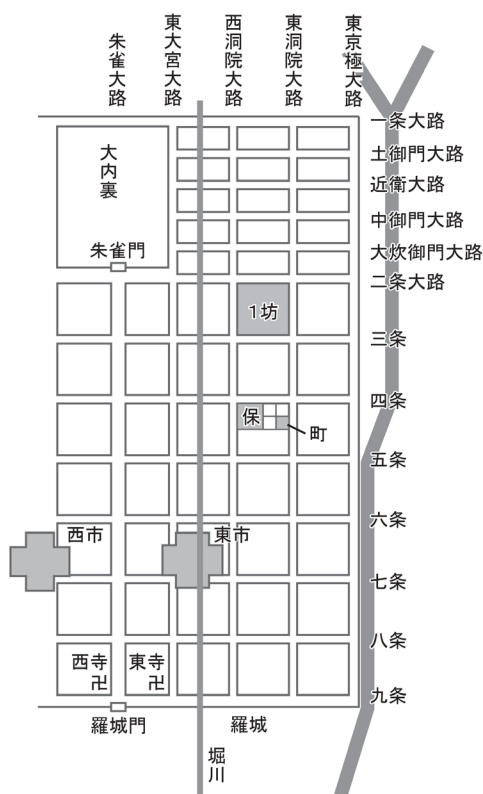 朱雀大路
東大宮大路
西洞院大路
東洞院大路
東京極大路
一条大路
土御門大路
近衛大路
中御門大路
大炊御門大路
二条大路
三条
四条
五条
六条
七条
八条
九条
大内裏
朱雀門
1坊
保
町
西市
東市
西寺
卍
東寺
卍
羅城門
羅城
堀川